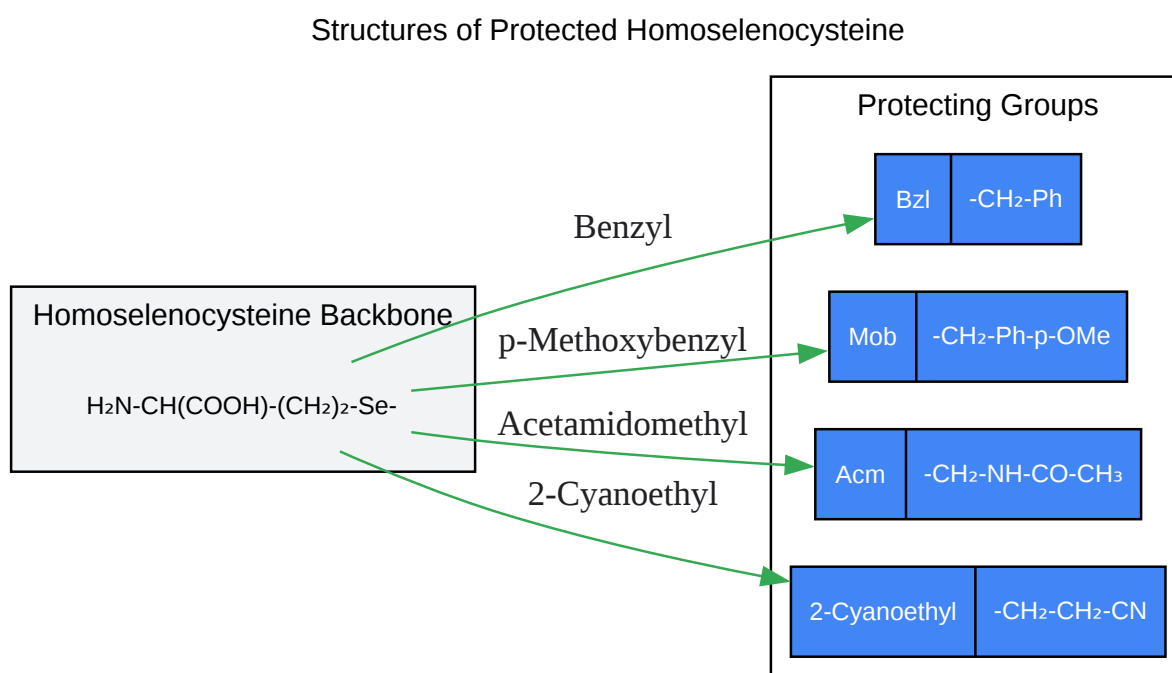 Structures of Protected Homoselenocysteine
Protecting Groups
Bzl
-CH₂-Ph
Benzyl
Homoselenocysteine Backbone
p-Methoxybenzyl
Mob
-CH₂-Ph-p-OMe
H₂N-CH(COOH)-(CH₂)₂-Se-
Acetamidomethyl
Acm
-CH₂-NH-CO-CH₃
2-Cyanoethyl
2-Cyanoethyl
-CH₂-CH₂-CN